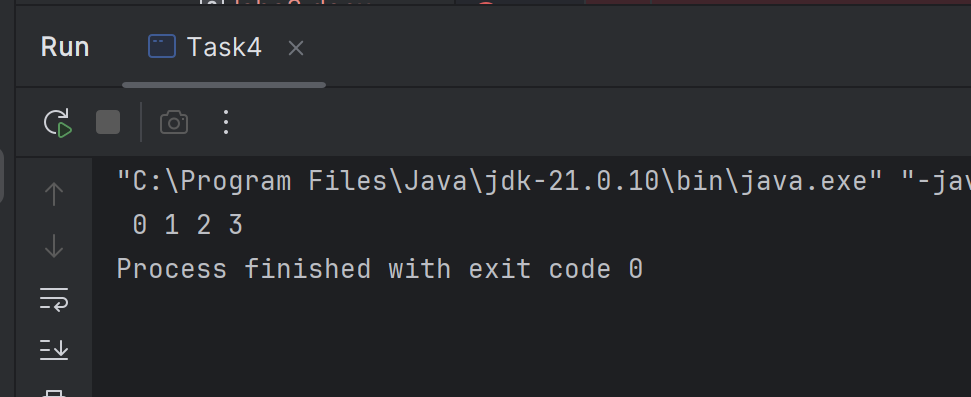 Run Task4
"C:\Program Files\Java\jdk-21.0.10\bin\java.exe" "-jav
0 1 2 3
Process finished with exit code 0